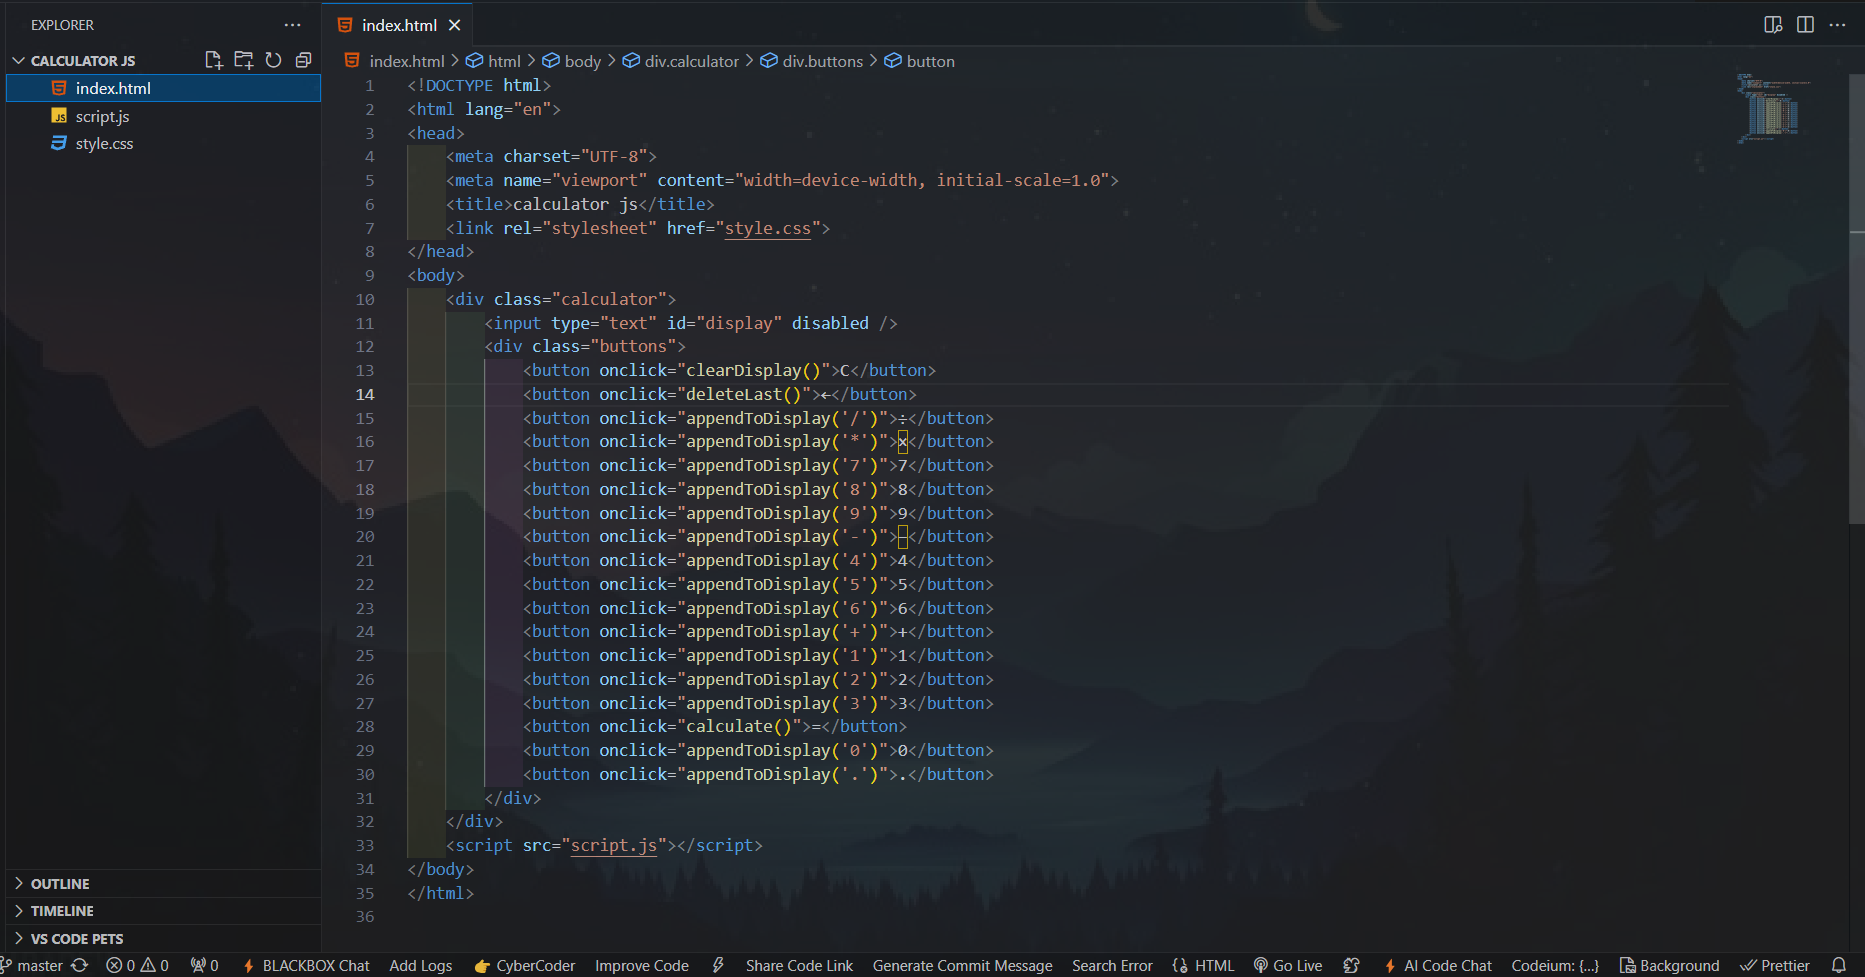 EXPLORER
CALCULATOR JS
index.html
script.js
style.css
OUTLINE
TIMELINE
VS CODE PETS
index.html
index.html > html > body > div.calculator > div.buttons > button
1 <!DOCTYPE html>
2 <html lang="en">
3 <head>
4 <meta charset="UTF-8">
5 <meta name="viewport" content="width=device-width, initial-scale=1.0">
6 <title>calculator js</title>
7 <link rel="stylesheet" href="style.css">
8 </head>
9 <body>
10 <div class="calculator">
11 <input type="text" id="display" disabled />
12 <div class="buttons">
13 <button onclick="clearDisplay()">C</button>
14 <button onclick="deleteLast()">←</button>
15 <button onclick="appendToDisplay('/')">÷</button>
16 <button onclick="appendToDisplay('*')">×</button>
17 <button onclick="appendToDisplay('7')">7</button>
18 <button onclick="appendToDisplay('8')">8</button>
19 <button onclick="appendToDisplay('9')">9</button>
20 <button onclick="appendToDisplay('-')">−</button>
21 <button onclick="appendToDisplay('4')">4</button>
22 <button onclick="appendToDisplay('5')">5</button>
23 <button onclick="appendToDisplay('6')">6</button>
24 <button onclick="appendToDisplay('+')">+</button>
25 <button onclick="appendToDisplay('1')">1</button>
26 <button onclick="appendToDisplay('2')">2</button>
27 <button onclick="appendToDisplay('3')">3</button>
28 <button onclick="calculate()">=</button>
29 <button onclick="appendToDisplay('0')">0</button>
30 <button onclick="appendToDisplay('.')">.</button>
31 </div>
32 </div>
33 <script src="script.js"></script>
34 </body>
35 </html>
36
master 0 0 0 BLACKBOX Chat Add Logs CyberCoder Improve Code Share Code Link Generate Commit Message Search Error {} HTML Go Live AI Code Chat Codeium: {...} Background Prettier